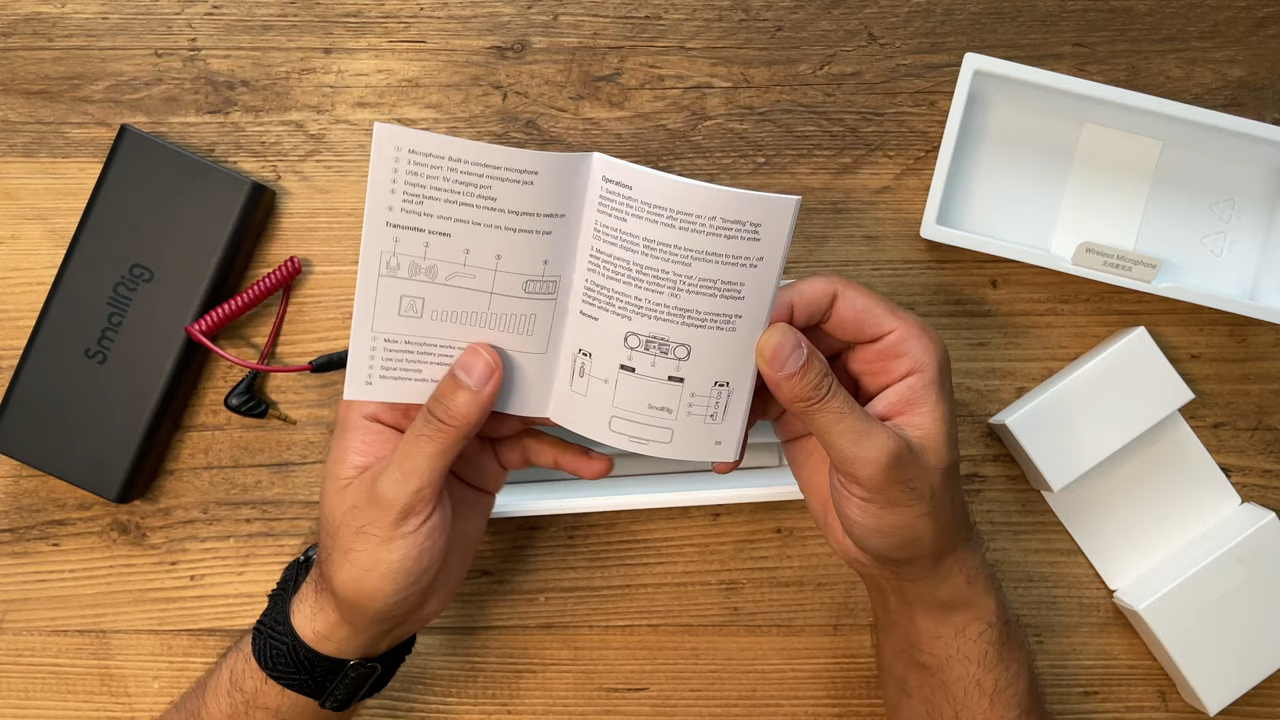 SmallRig
① Microphone: Built-in condenser microphone
② 3.5mm port: TRS external microphone jack
③ USB-C port: 5V charging port
④ Display: Interactive LCD display
⑤ Power button: short press to mute on, long press to switch on
and off
⑥ Pairing key: short press low cut on, long press to pair
Transmitter screen
① ② ③ ⑤ ④
A
① Mute / Microphone works
② Transmitter battery power
③ Low-cut function enabled
④ Signal intensity
⑤ Microphone audio
04
Operations
1. Switch button: long press to power on / off. "SmallRig" logo
appears on the LCD screen after power on. In power on mode,
short press to enter mute mode, and short press again to enter
normal mode.
2. Low cut function: short press the low-cut button to turn on / off
the low-cut function. When the low cut function is turned on, the
LCD screen displays the low-cut symbol.
3. Manual pairing: long press the "low cut / pairing" button to
enter pairing mode. When rebooting TX and entering pairing
mode, the signal display symbol will be dynamically displayed
until it is paired with the receiver (RX).
4. Charging function: the TX can be charged by connecting the
cable through the storage case or directly through the USB-C
charging cable, with charging dynamics displayed on the LCD
screen while charging.
Receiver
SmallRig
05
Wireless Microphone
无线麦克风